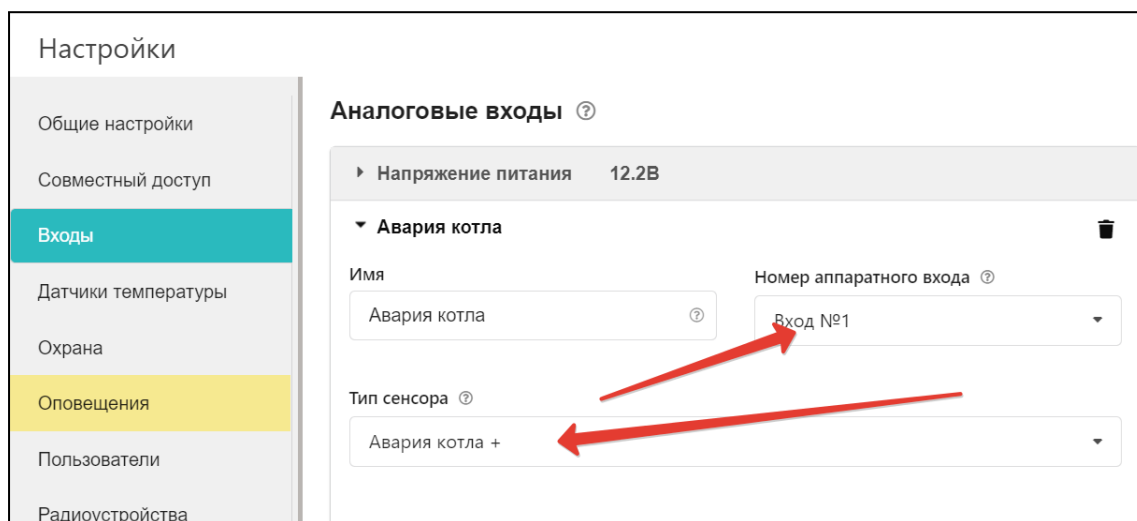 Настройки
Общие настройки
Совместный доступ
Входы
Датчики температуры
Охрана
Оповещения
Пользователи
Радиоустройства
Аналоговые входы ?
Напряжение питания 12.2В
Авария котла
Имя
Авария котла ?
Номер аппаратного входа ?
Вход №1
Тип сенсора ?
Авария котла +